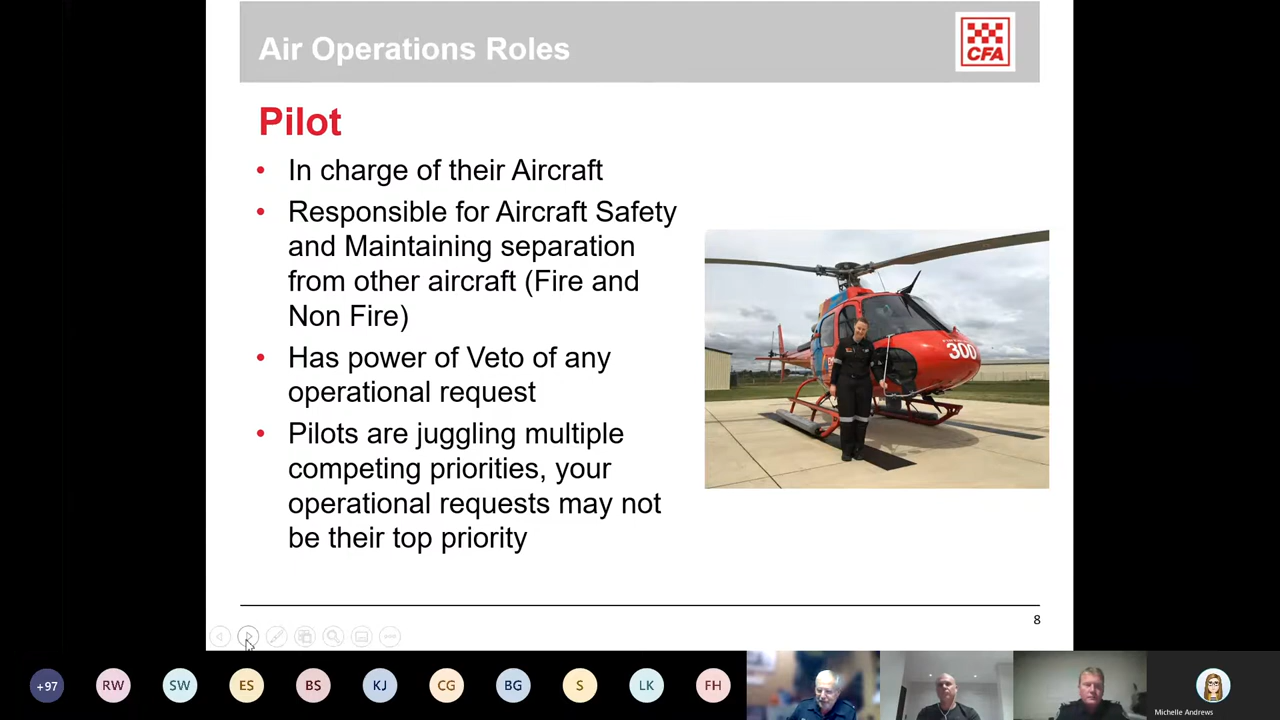 Air Operations Roles
CFA
Pilot
• In charge of their Aircraft
• Responsible for Aircraft Safety
and Maintaining separation
from other aircraft (Fire and
Non Fire)
• Has power of Veto of any
operational request
• Pilots are juggling multiple
competing priorities, your
operational requests may not
be their top priority
300
8
+97 RW SW ES BS KJ CG BG S LK FH
Michelle Andrews